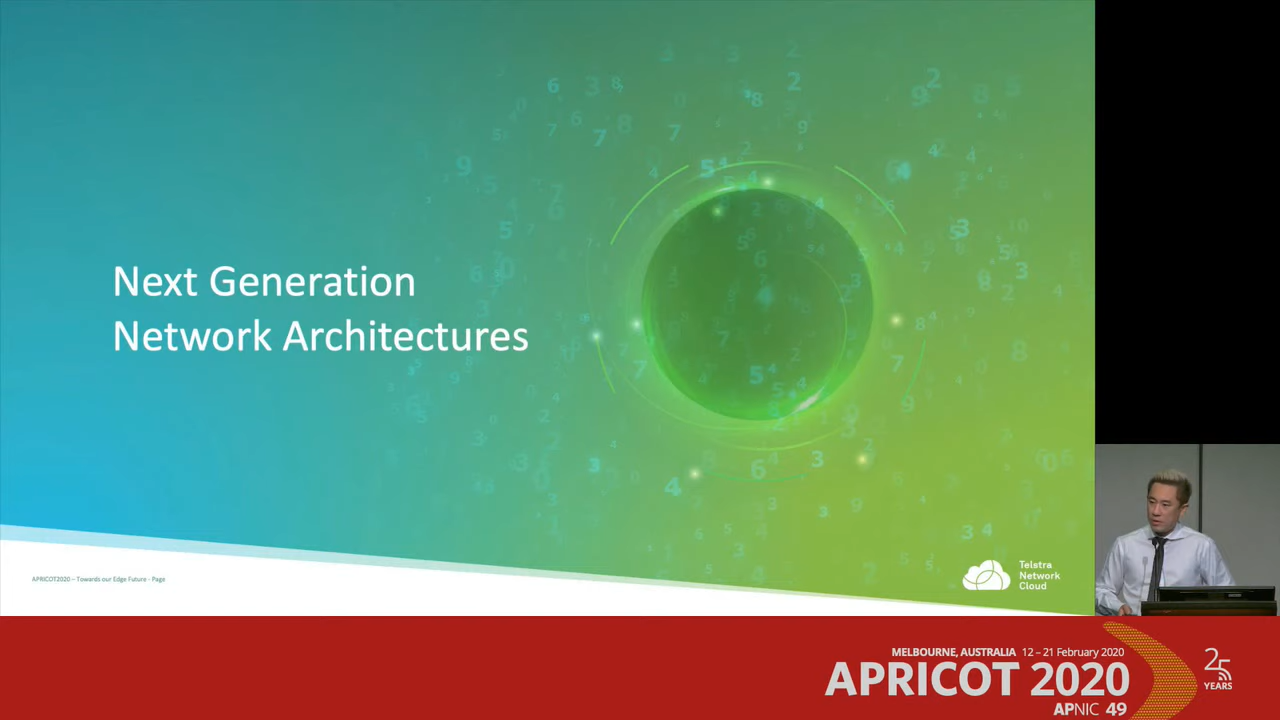 Next Generation
Network Architectures
APRICOT2020 – Towards our Edge Future - Page
Telstra
Network
Cloud
MELBOURNE, AUSTRALIA 12 – 21 February 2020
APRICOT 2020
APNIC 49
25
YEARS